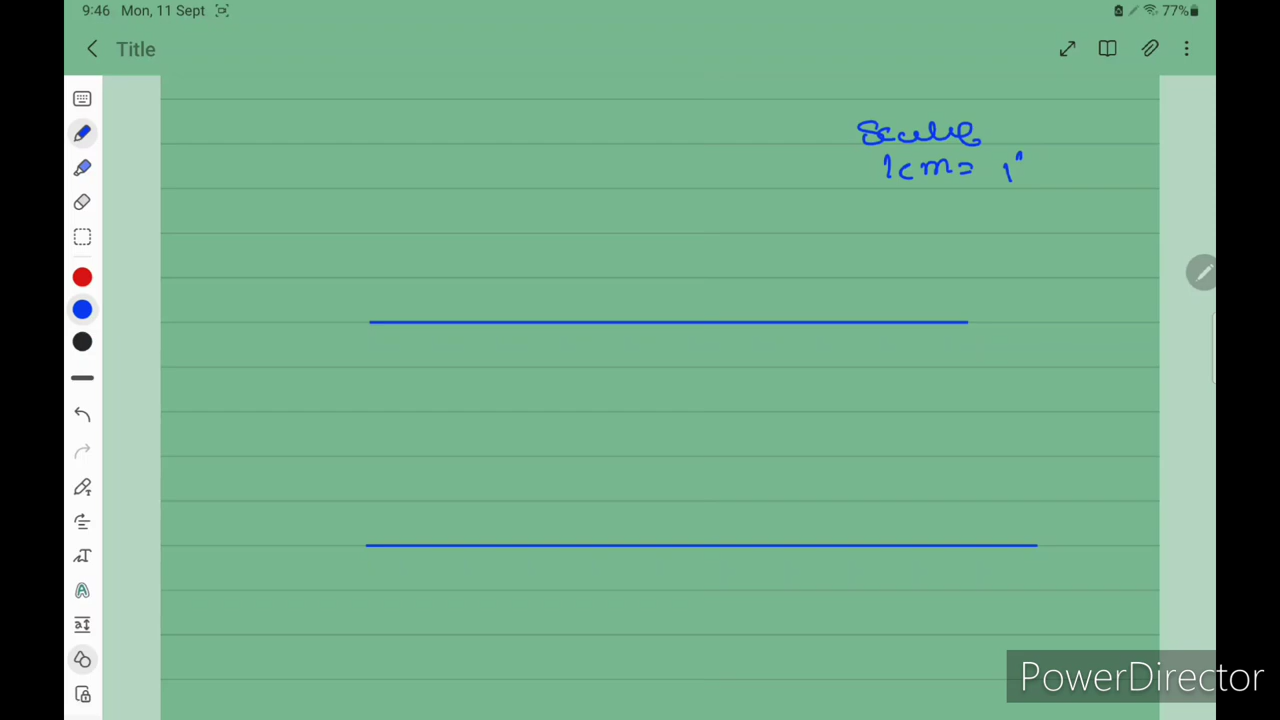 9:46 Mon, 11 Sept
77%
Title
Scale
1cm = 1"
PowerDirector